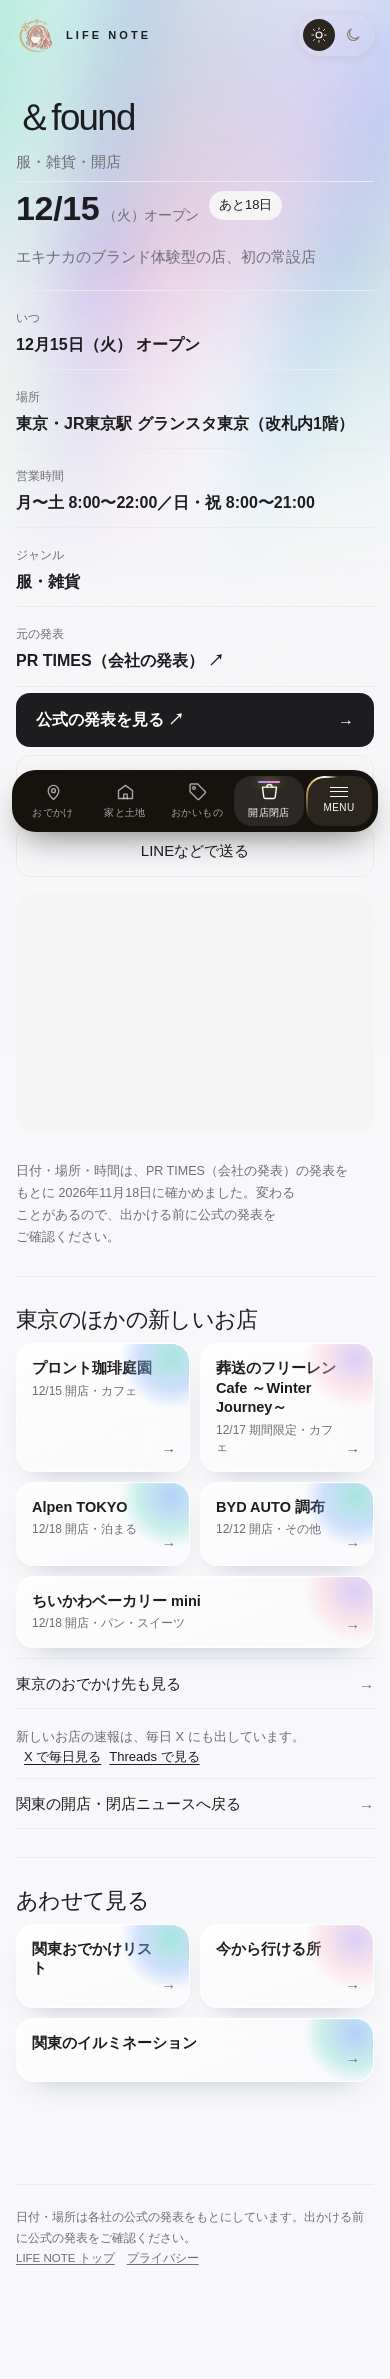 LIFE NOTE
＆found
服・雑貨・開店
12/15 （火）オープン あと18日
エキナカのブランド体験型の店、初の常設店
いつ
12月15日（火） オープン
場所
東京・JR東京駅 グランスタ東京（改札内1階）
営業時間
月〜土 8:00〜22:00／日・祝 8:00〜21:00
ジャンル
服・雑貨
元の発表
PR TIMES（会社の発表） ↗
公式の発表を見る ↗ →
おでかけ 家と土地 おかいもの 開店閉店 MENU
LINEなどで送る
日付・場所・時間は、PR TIMES（会社の発表）の発表を
もとに 2026年11月18日に確かめました。変わる
ことがあるので、出かける前に公式の発表を
ご確認ください。
東京のほかの新しいお店
プロント珈琲庭園
12/15 開店・カフェ
→
葬送のフリーレン
Cafe ～Winter
Journey～
12/17 期間限定・カフ
ェ
→
Alpen TOKYO
12/18 開店・泊まる
→
BYD AUTO 調布
12/12 開店・その他
→
ちいかわベーカリー mini
12/18 開店・パン・スイーツ
→
東京のおでかけ先も見る →
新しいお店の速報は、毎日 X にも出しています。
X で毎日見る Threads で見る
関東の開店・閉店ニュースへ戻る →
あわせて見る
関東おでかけリス
ト
→
今から行ける所
→
関東のイルミネーション
→
日付・場所は各社の公式の発表をもとにしています。出かける前
に公式の発表をご確認ください。
LIFE NOTE トップ プライバシー